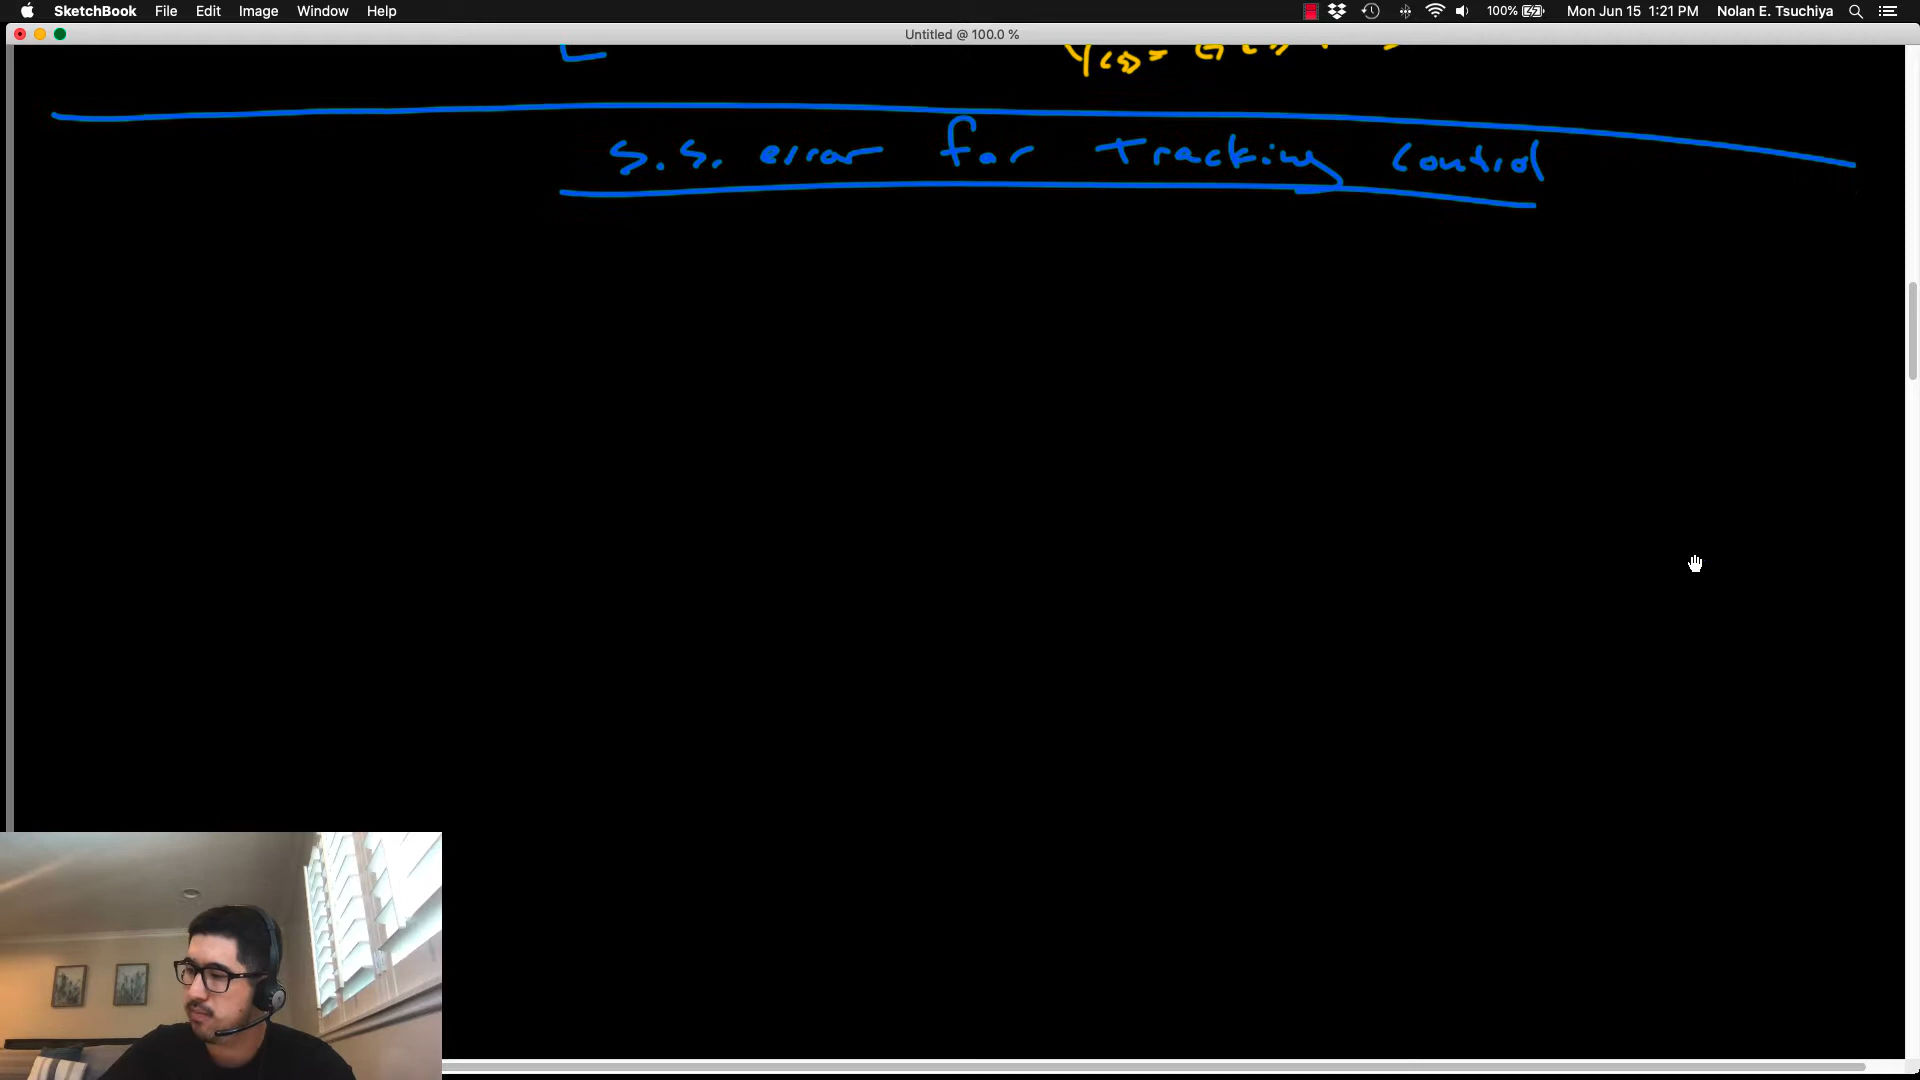 SketchBook File Edit Image Window Help 100% Mon Jun 15 1:21 PM Nolan E. Tsuchiya
Untitled @ 100.0 %
Y(s) =
s.s. error for Tracking Control